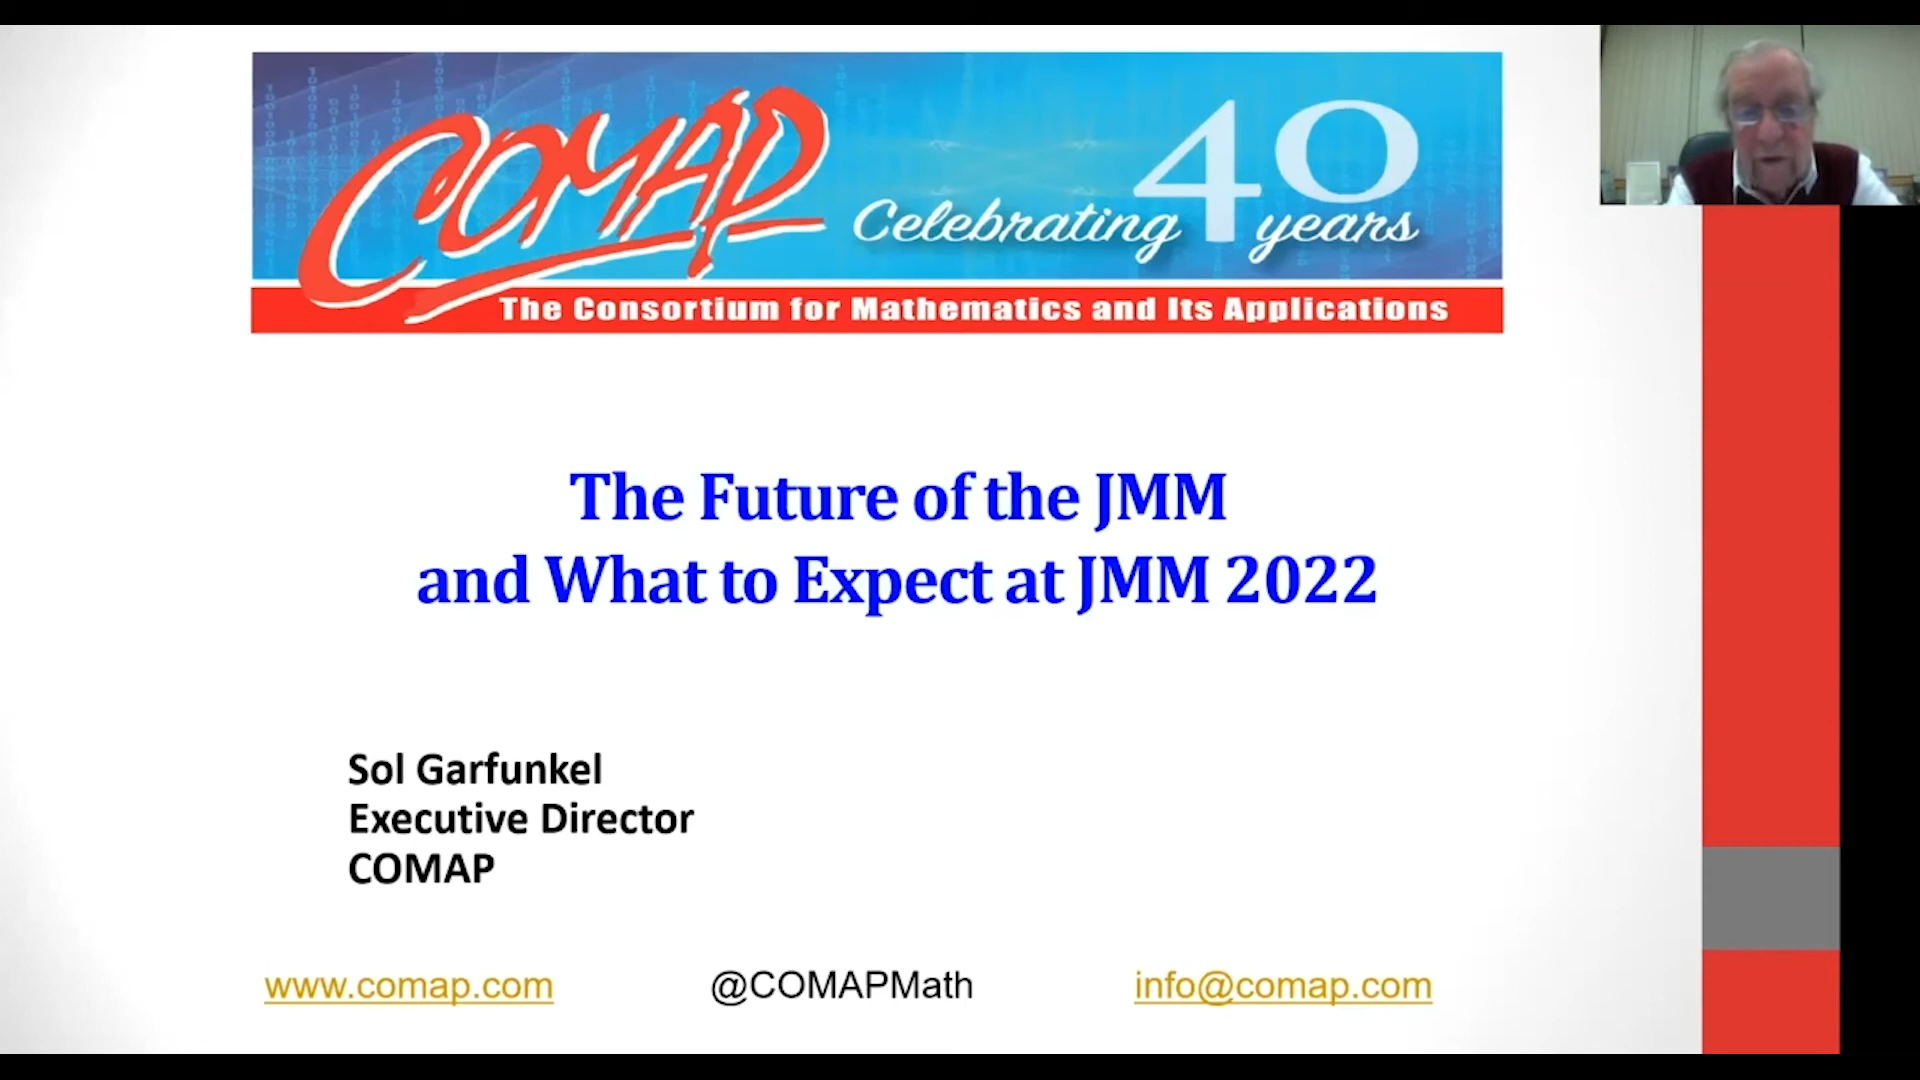 COMAP
Celebrating 40 years
The Consortium for Mathematics and Its Applications
The Future of the JMM
and What to Expect at JMM 2022
Sol Garfunkel
Executive Director
COMAP
www.comap.com @COMAPMath info@comap.com